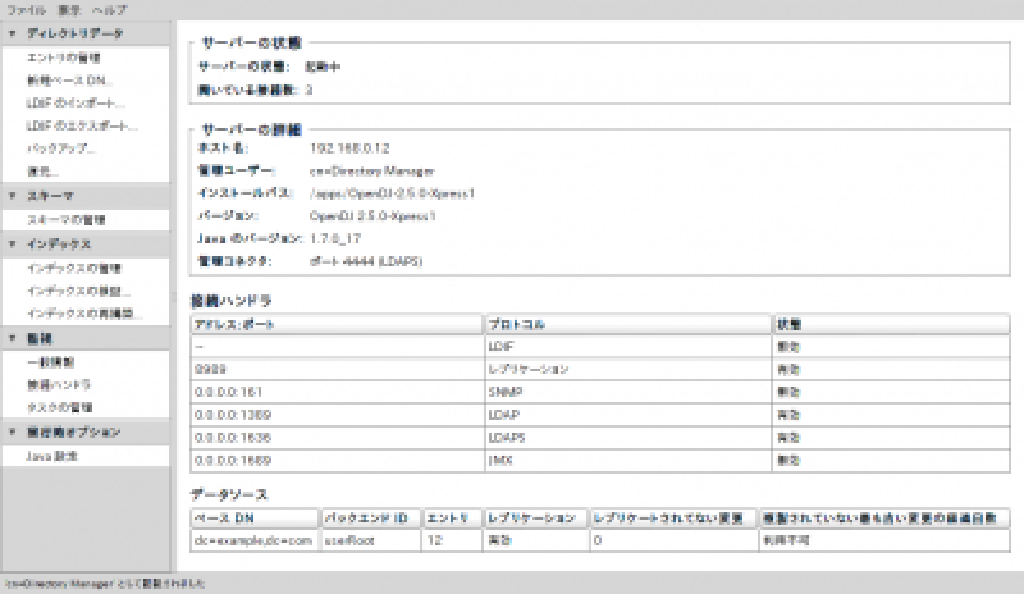 ファイル 表示 ヘルプ
ディレクトリデータ
エントリの管理
新規ベース DN...
LDIF のインポート...
LDIF のエクスポート...
バックアップ...
復元...
スキーマ
スキーマの管理
インデックス
インデックスの管理
インデックスの検証...
インデックスの再構築...
監視
一般情報
接続ハンドラ
タスクの管理
実行時オプション
Java 設定
サーバーの状態
サーバーの状態: 起動中
開いている接続数: 3
サーバーの詳細
ホスト名: 192.168.0.12
管理ユーザー: cn=Directory Manager
インストールパス: /apps/OpenDJ-2.5.0-Xpress1
バージョン: OpenDJ 2.5.0-Xpress1
Java のバージョン: 1.7.0_17
管理コネクタ: ポート 4444 (LDAPS)
接続ハンドラ
アドレス:ポート プロトコル 状態
-- LDIF 無効
8989 レプリケーション 有効
0.0.0.0:161 SNMP 無効
0.0.0.0:1389 LDAP 有効
0.0.0.0:1636 LDAPS 有効
0.0.0.0:1689 JMX 無効
データソース
ベース DN バックエンド ID エントリ レプリケーション レプリケートされてない変更 複製されていない最も古い変更の経過日数
dc=example,dc=com userRoot 12 有効 0 利用不可
'cn=Directory Manager' として認証されました